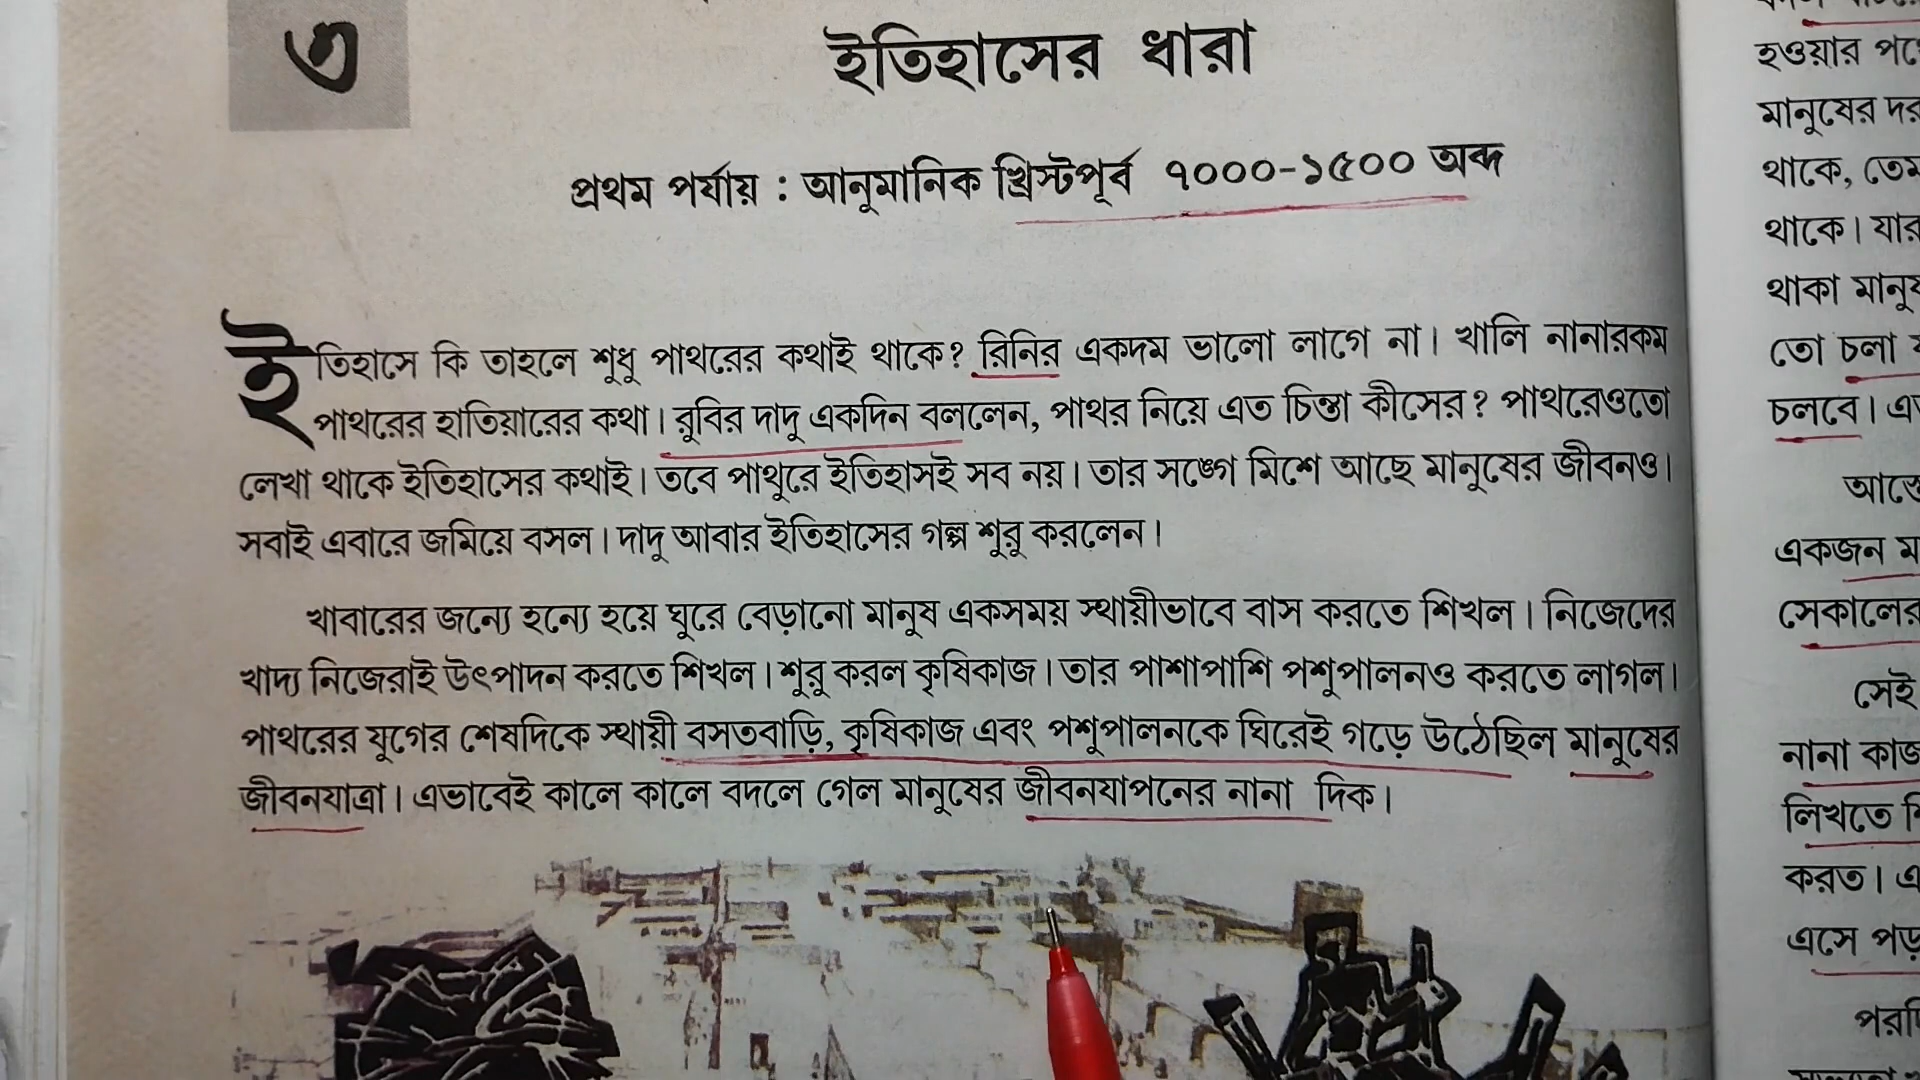 ৩
ইতিহাসের ধারা
প্রথম পর্যায় : আনুমানিক খ্রিস্টপূর্ব ৭০০০-১৫০০ অব্দ
ইতিহাসে কি তাহলে শুধু পাথরের কথাই থাকে? রিনির একদম ভালো লাগে না। খালি নানারকম
পাথরের হাতিয়ারের কথা। রুবির দাদু একদিন বললেন, পাথর নিয়ে এত চিন্তা কীসের? পাথরেওতো
লেখা থাকে ইতিহাসের কথাই। তবে পাথুরে ইতিহাসই সব নয়। তার সঙ্গে মিশে আছে মানুষের জীবনও।
সবাই এবারে জমিয়ে বসল। দাদু আবার ইতিহাসের গল্প শুরু করলেন।
খাবারের জন্যে হন্যে হয়ে ঘুরে বেড়ানো মানুষ একসময় স্থায়ীভাবে বাস করতে শিখল। নিজেদের
খাদ্য নিজেরাই উৎপাদন করতে শিখল। শুরু করল কৃষিকাজ। তার পাশাপাশি পশুপালনও করতে লাগল।
পাথরের যুগের শেষদিকে স্থায়ী বসতবাড়ি, কৃষিকাজ এবং পশুপালনকে ঘিরেই গড়ে উঠেছিল মানুষের
জীবনযাত্রা। এভাবেই কালে কালে বদলে গেল মানুষের জীবনযাপনের নানা দিক।
হওয়ার
মানুষের
থাকে,
থাকে। যার
থাকা
তো চলা
চলবে।
একজন
সেকালের
সেই
নানা কাজ
লিখতে
করত।
এসে